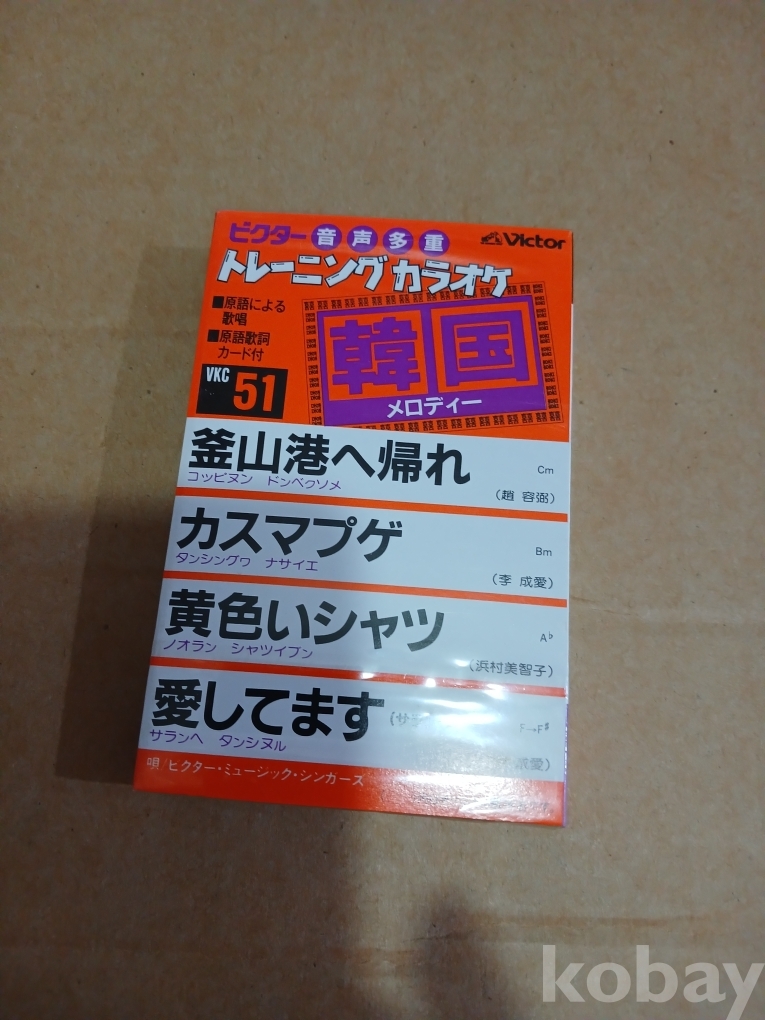 ビクター音声多重
Victor
トレーニングカラオケ
■原語による
歌唱
■原語歌詞
カード付
VKC 51
韓国
メロディー
釜山港へ帰れ
コッピヌン ドンベクソメ
Cm
(趙 容弼)
カスマプゲ
タンシングヮ ナサイエ
Bm
(李 成愛)
黄色いシャツ
ノオラン シャツイブン
A♭
(浜村美智子)
愛してます
サランヘ タンシヌル
F→F♯
成愛)
唄/ビクター・ミュージック・シンガーズ
kobay